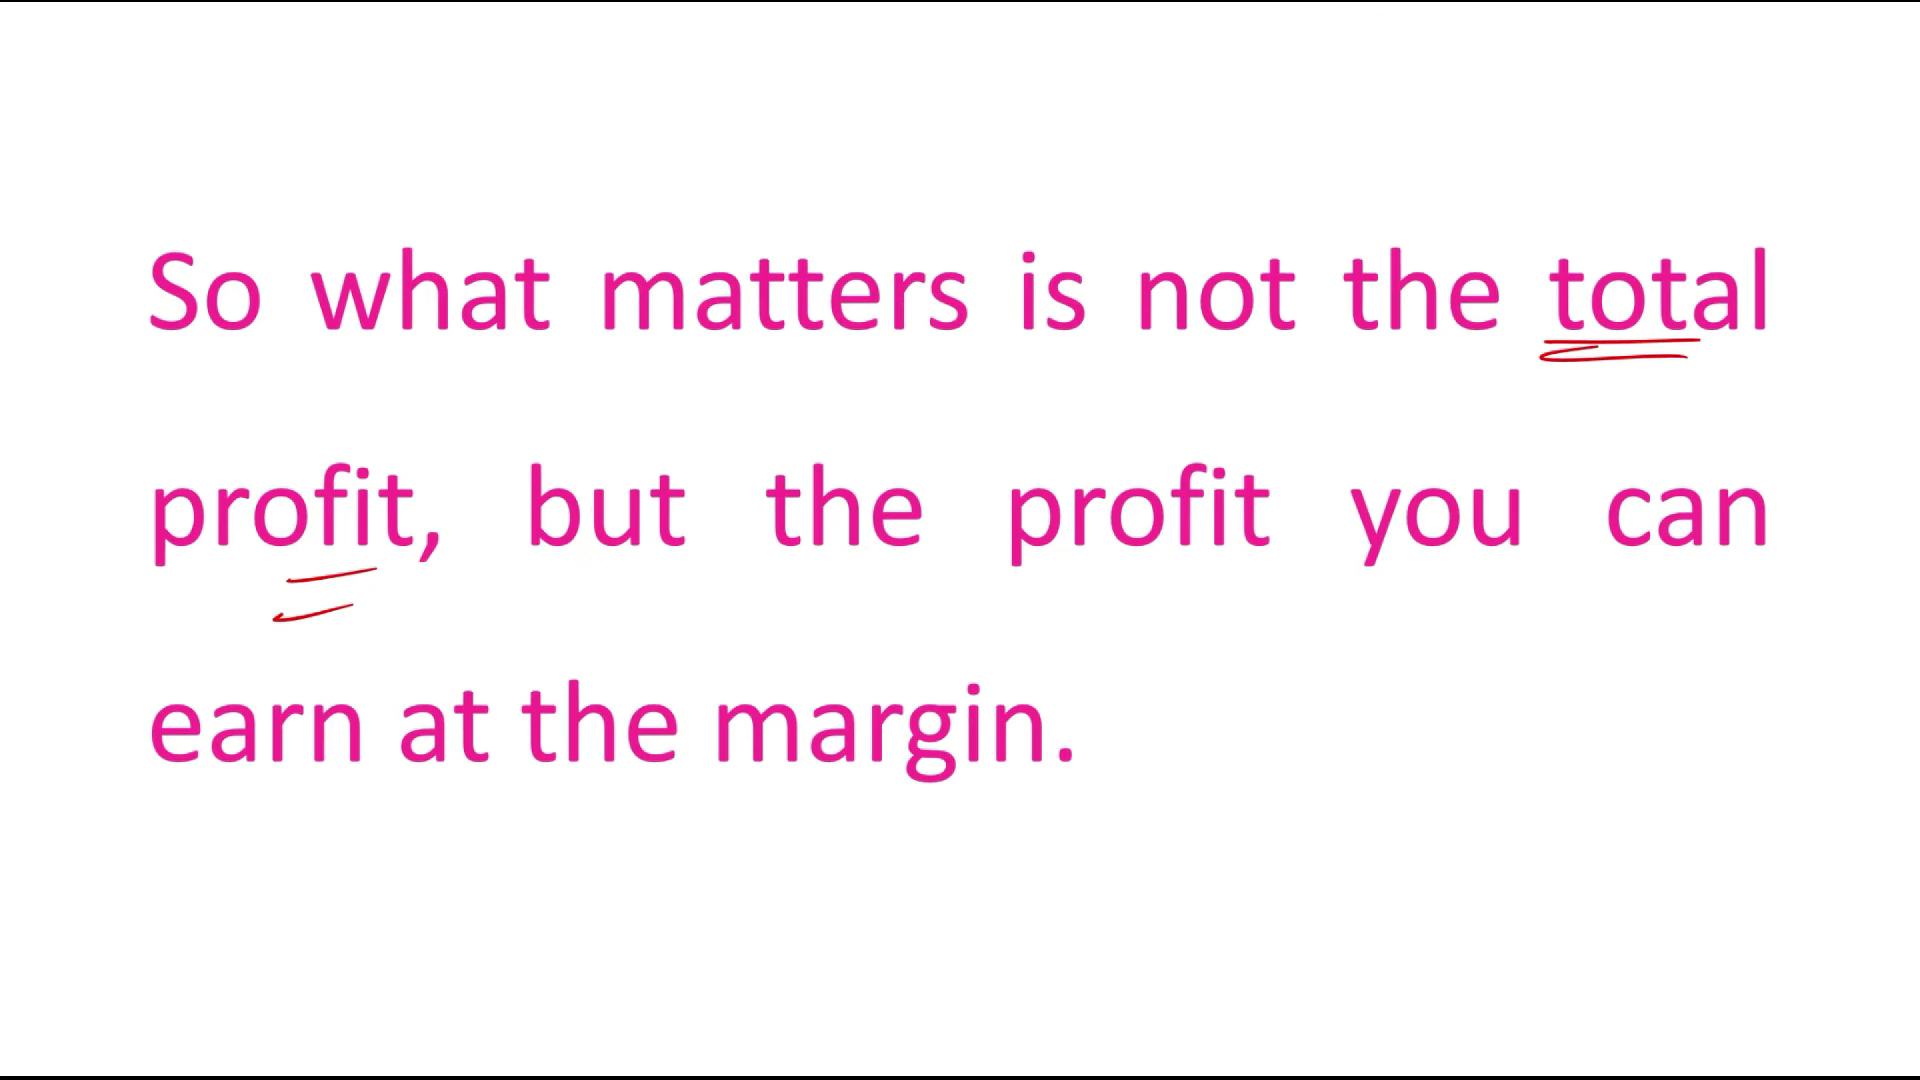 So what matters is not the total
profit, but the profit you can
earn at the margin.